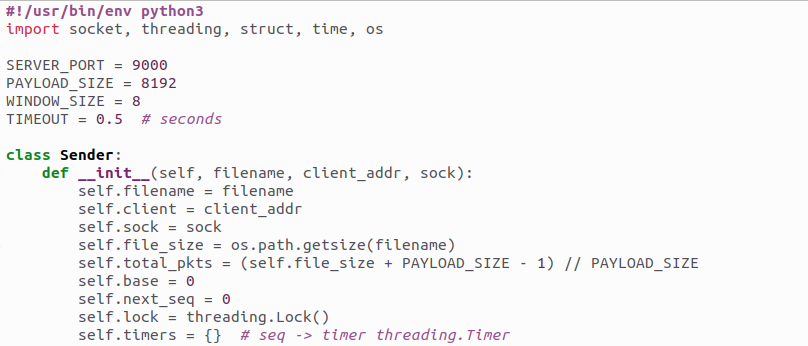 #!/usr/bin/env python3
import socket, threading, struct, time, os

SERVER_PORT = 9000
PAYLOAD_SIZE = 8192
WINDOW_SIZE = 8
TIMEOUT = 0.5  # seconds

class Sender:
    def __init__(self, filename, client_addr, sock):
        self.filename = filename
        self.client = client_addr
        self.sock = sock
        self.file_size = os.path.getsize(filename)
        self.total_pkts = (self.file_size + PAYLOAD_SIZE - 1) // PAYLOAD_SIZE
        self.base = 0
        self.next_seq = 0
        self.lock = threading.Lock()
        self.timers = {}  # seq -> timer threading.Timer